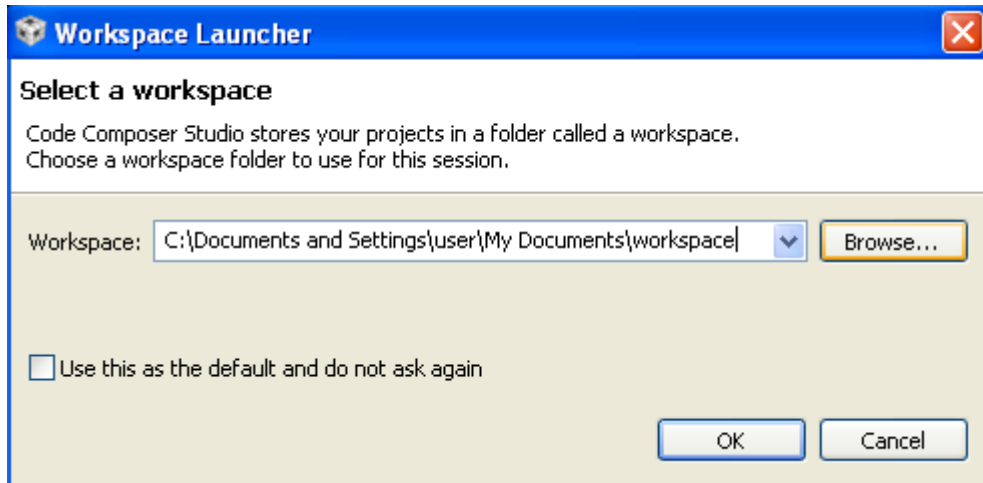 Workspace Launcher
Select a workspace
Code Composer Studio stores your projects in a folder called a workspace.
Choose a workspace folder to use for this session.
Workspace: C:\Documents and Settings\user\My Documents\workspace Browse...
Use this as the default and do not ask again
OK Cancel